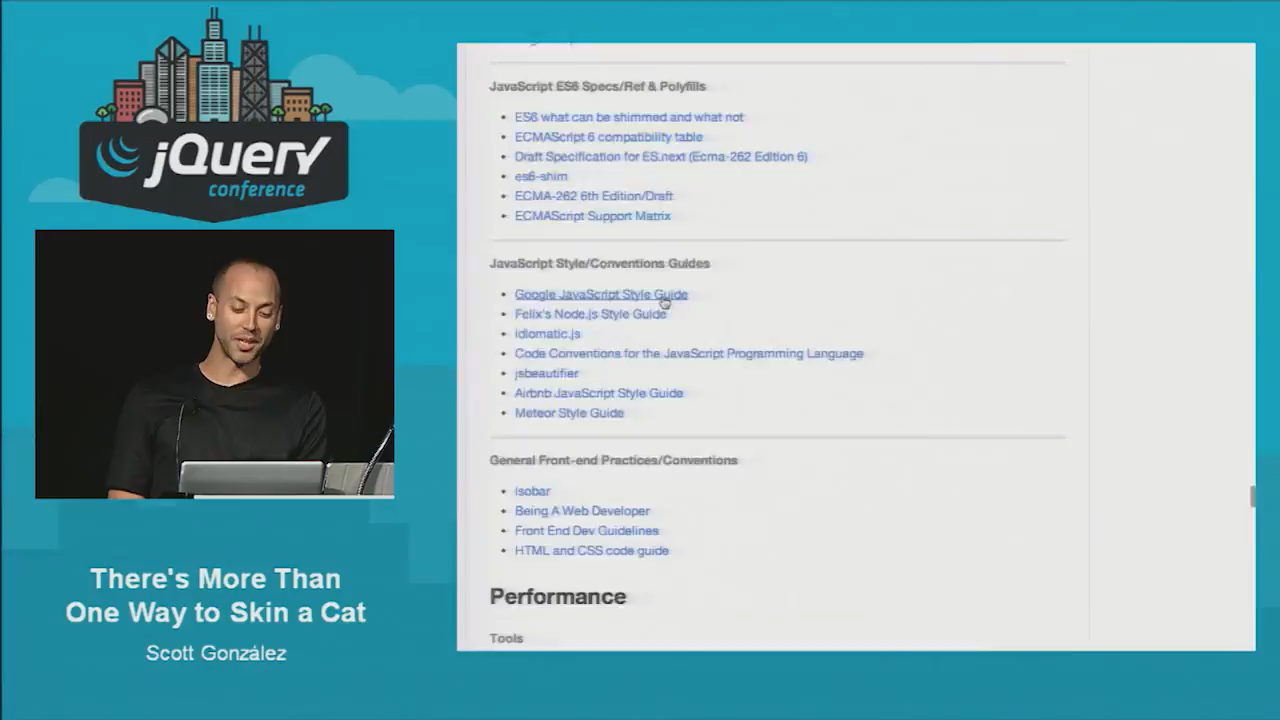 jQuery
conference
There's More Than
One Way to Skin a Cat
Scott González
JavaScript ES6 Specs/Ref & Polyfills
ES6 what can be shimmed and what not
ECMAScript 6 compatibility table
Draft Specification for ES.next (Ecma-262 Edition 6)
es6-shim
ECMA-262 6th Edition/Draft
ECMAScript Support Matrix
JavaScript Style/Conventions Guides
Google JavaScript Style Guide
Felix's Node.js Style Guide
idiomatic.js
Code Conventions for the JavaScript Programming Language
jsbeautifier
Airbnb JavaScript Style Guide
Meteor Style Guide
General Front-end Practices/Conventions
isobar
Being A Web Developer
Front End Dev Guidelines
HTML and CSS code guide
Performance
Tools